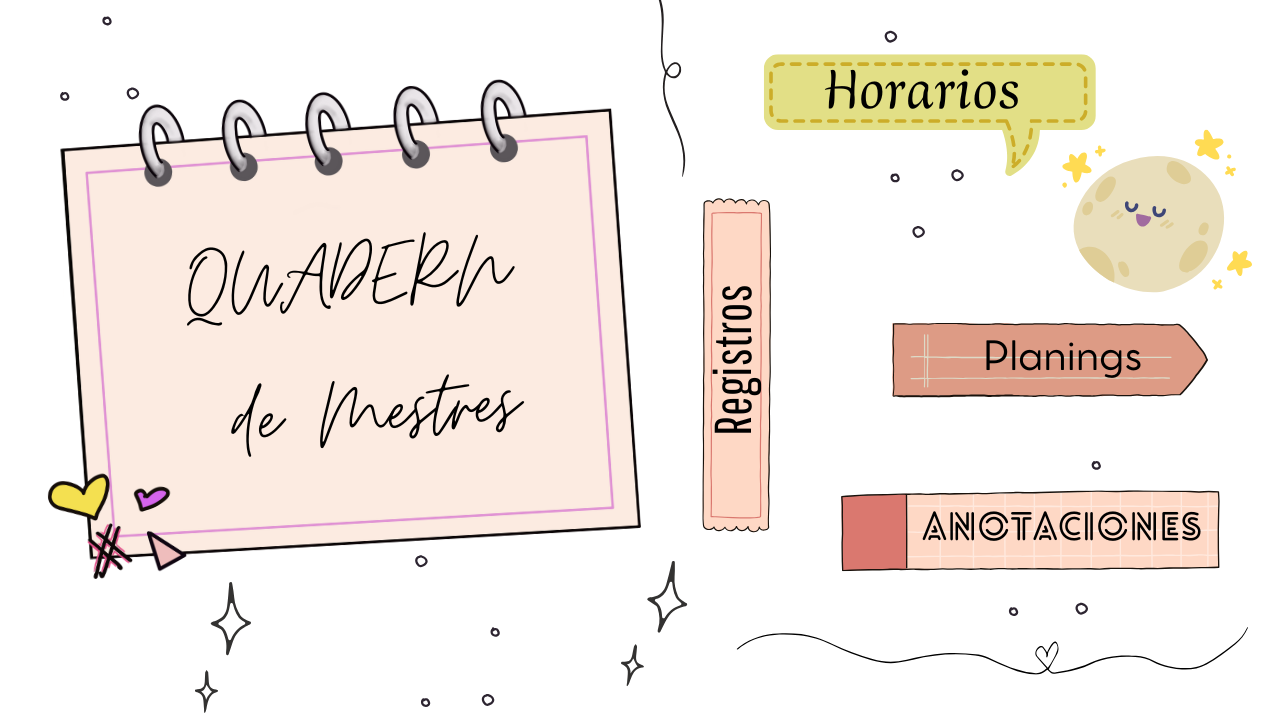 QUADERN
de Mestres
Horarios
Registros
Planings
ANOTACIONES